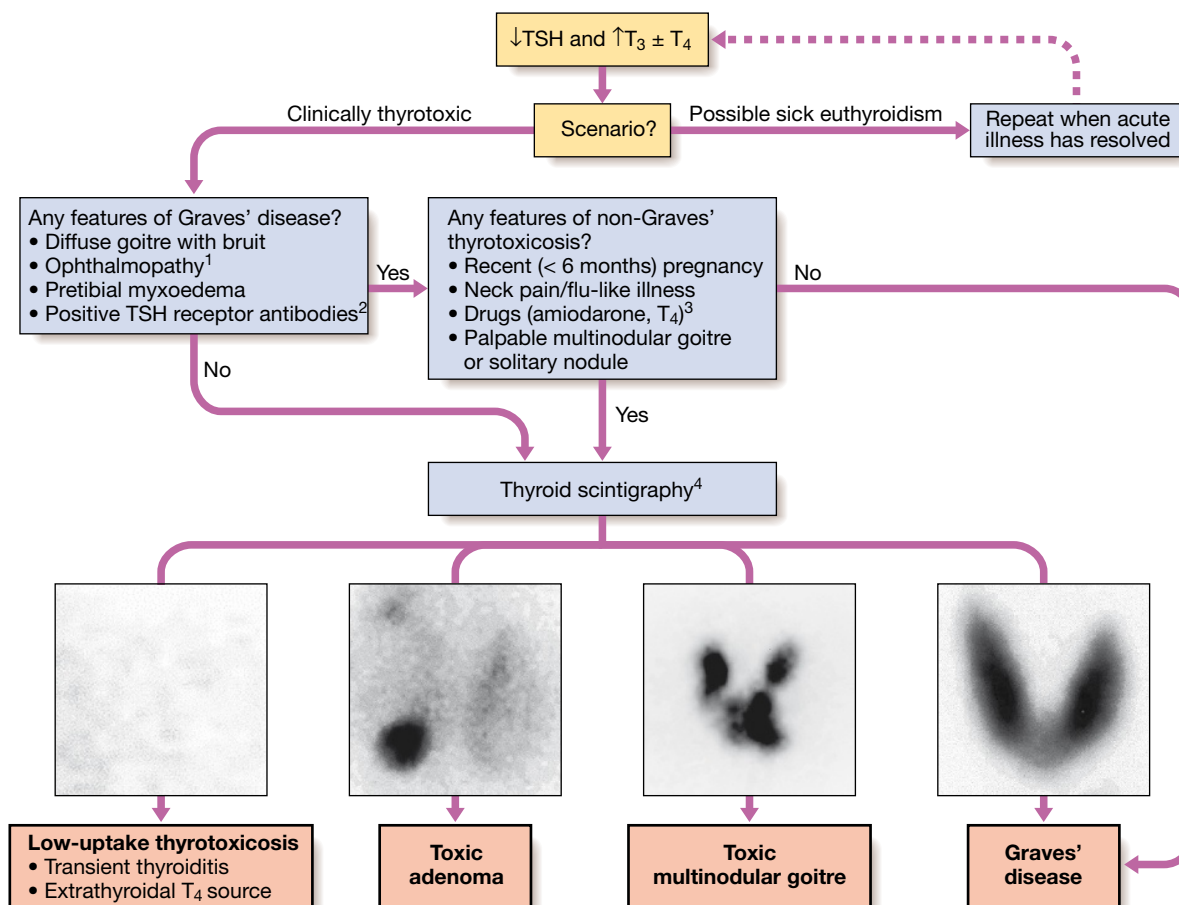 ↓TSH and ↑T₃ ± T₄
Clinically thyrotoxic
Scenario?
Possible sick euthyroidism
Repeat when acute
illness has resolved
Any features of Graves’ disease?
• Diffuse goitre with bruit
• Ophthalmopathy¹
• Pretibial myxoedema
• Positive TSH receptor antibodies²
Yes
Any features of non-Graves’
thyrotoxicosis?
• Recent (< 6 months) pregnancy
• Neck pain/flu-like illness
• Drugs (amiodarone, T₄)³
• Palpable multinodular goitre
or solitary nodule
No
No
Yes
Thyroid scintigraphy⁴
Low-uptake thyrotoxicosis
• Transient thyroiditis
• Extrathyroidal T₄ source
Toxic
adenoma
Toxic
multinodular goitre
Graves’
disease